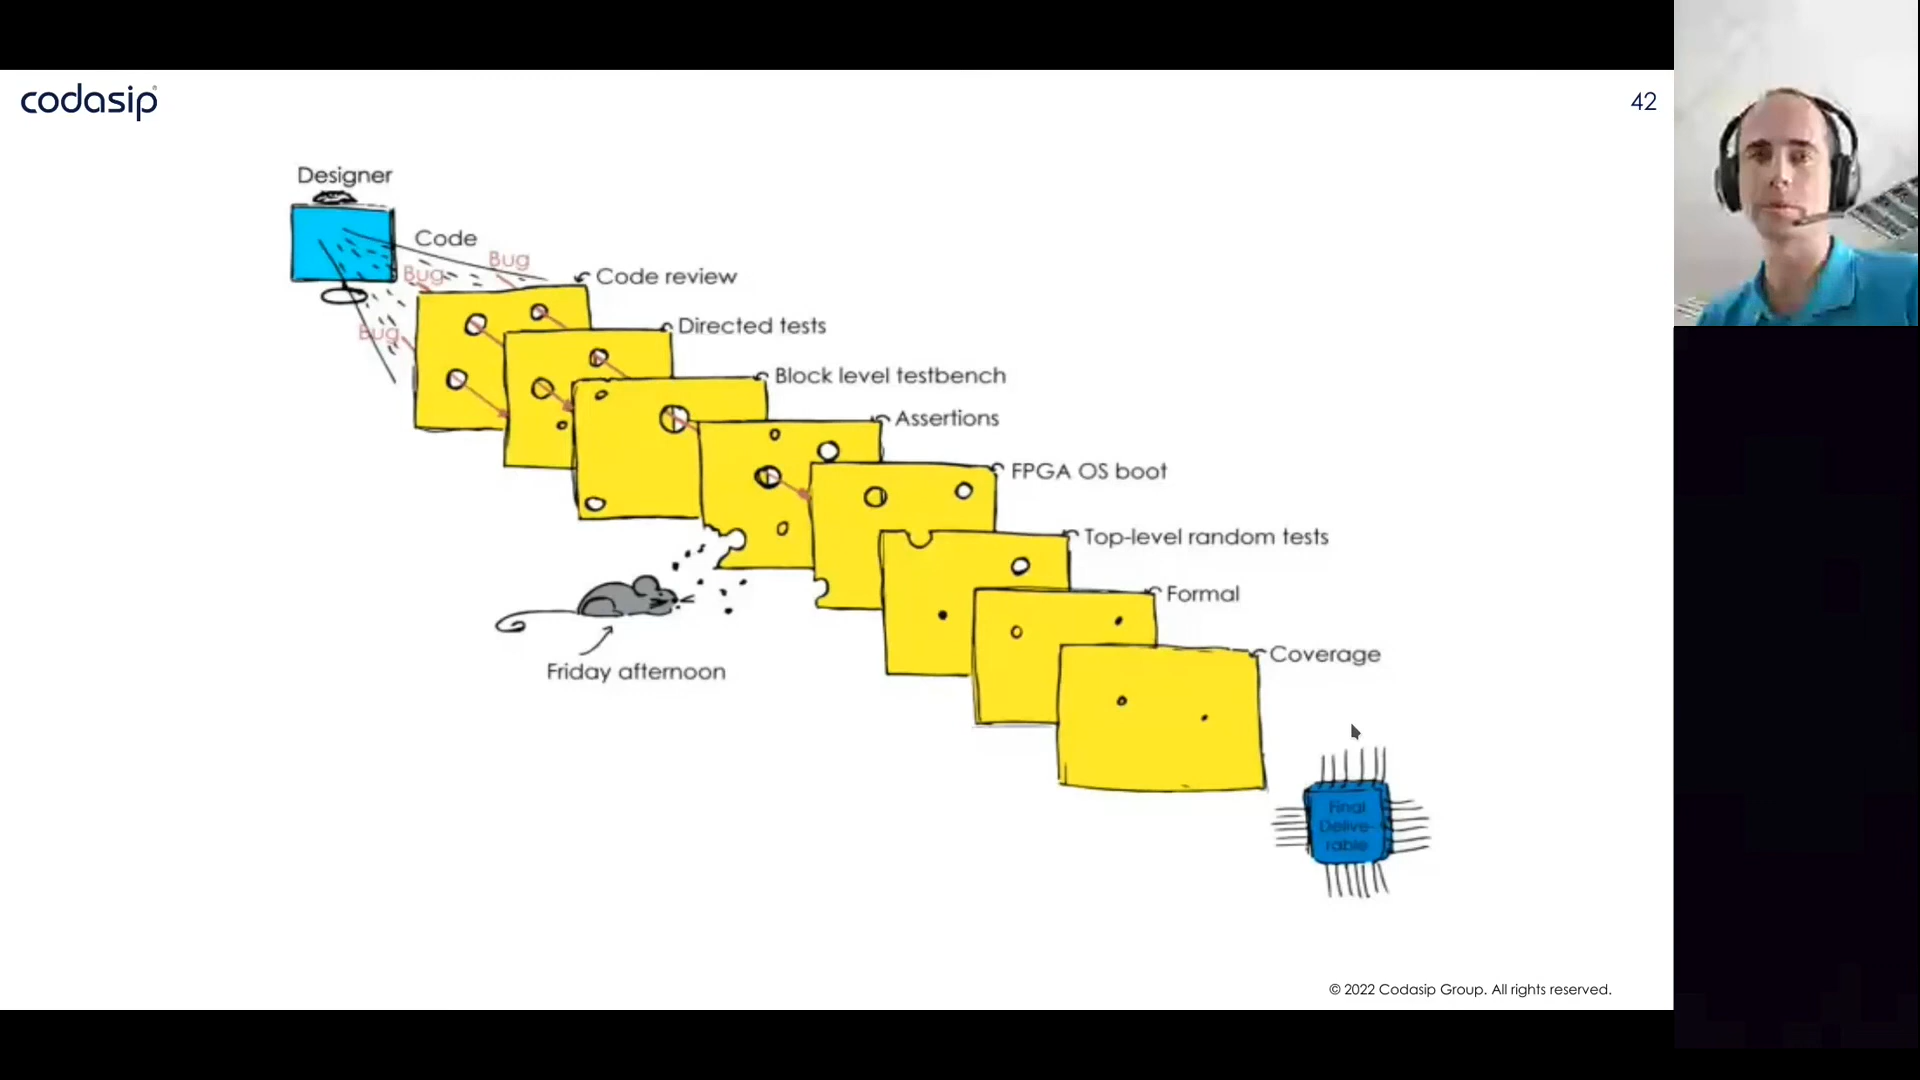 codasip
42
Designer
Code
Bug
Bug
Bug
Code review
Directed tests
Block level testbench
Assertions
FPGA OS boot
Top-level random tests
Formal
Coverage
Friday afternoon
Final
Delive-
rable
© 2022 Codasip Group. All rights reserved.